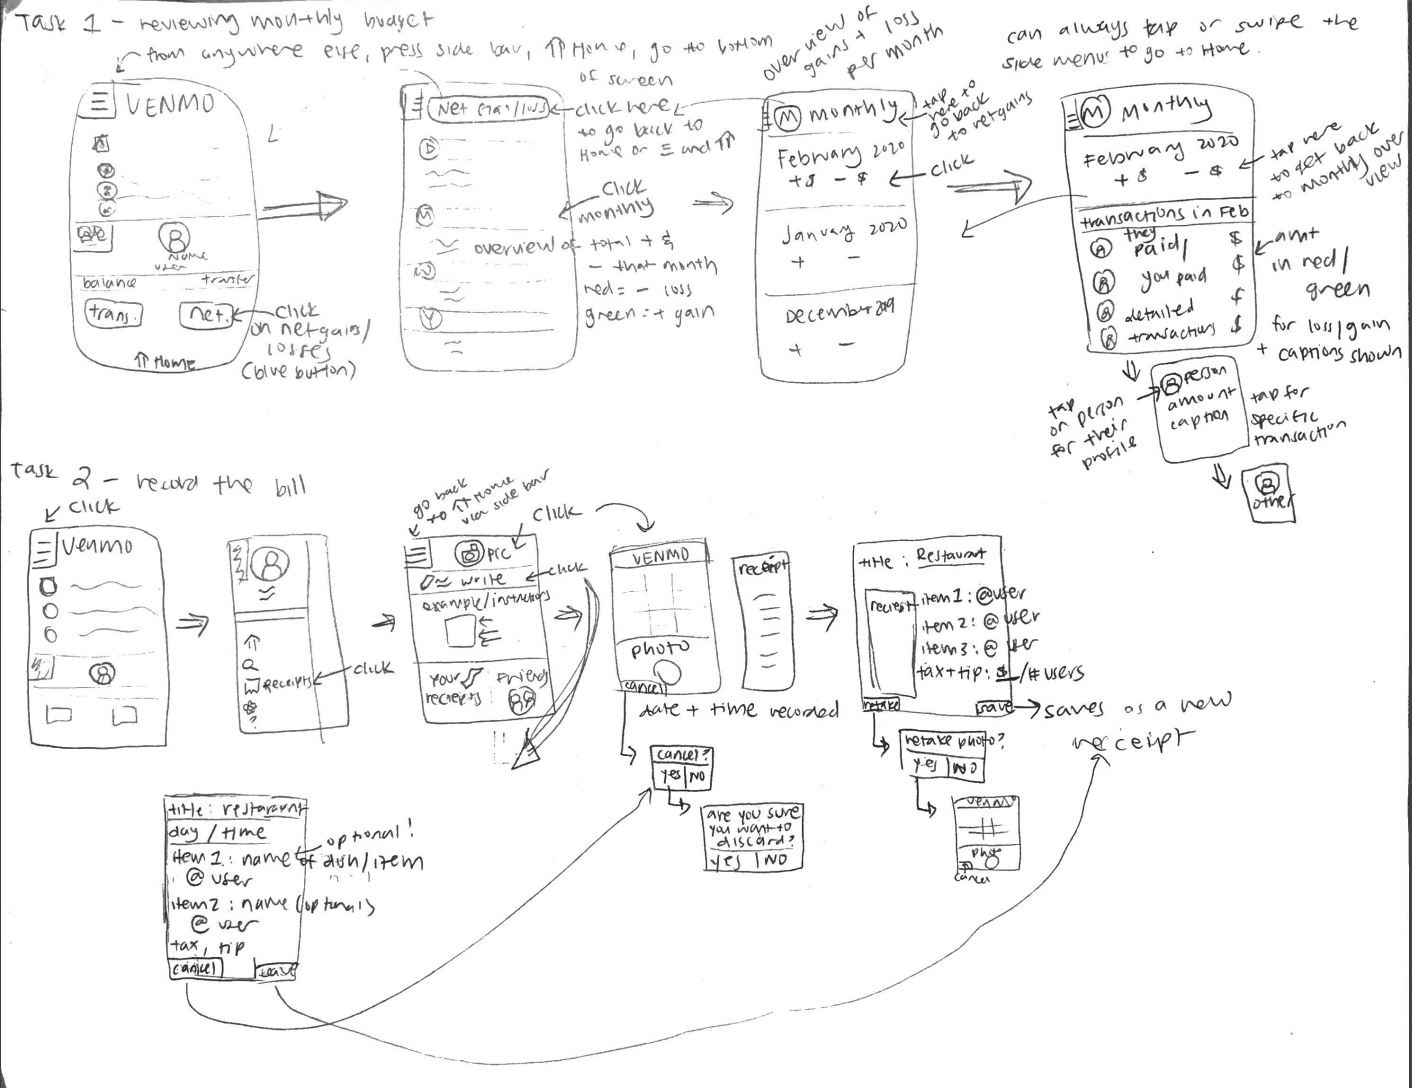 Task 1 - reviewing monthly budget
from anywhere else, press side bar, ⇈ Home, go to bottom
of screen
VENMO
Name
user
balance transfer
trans. net.
⇈ Home
click
on net gains/
losses
(blue button)
Net (gain/loss)
click here
to go back to
Home or ☰ and ⇈
D
M
W
Y
click
monthly
overview of total + &
- that month
red = - loss
green = + gain
overview of
gains + loss
per month
M monthly
tap
here to
go back
to net gains
February 2020
+$ - $
click
January 2020
+ -
December 2019
+ -
can always tap or swipe the
side menu to go to Home.
M Monthly
February 2020
+ $ - $
tap here
to get back
to monthly over
view
transactions in Feb
they
paid/ $
you paid $
detailed $
transactions $
amt
in red/
green
for loss/gain
+ captions shown
tap
on person
for their
profile
person
amount
caption
tap for
specific
transaction
other
Task 2 - record the bill
click
Venmo
Receipts
click
go back
to ⇈ Home
via side bar
click
pic
write
click
example/instructions
your
receipts
friends
VENMO
photo
cancel
receipt
date + time recorded
cancel?
yes NO
are you sure
you want to
discard?
yes NO
title: Restaurant
receipt
item 1: @user
item 2: @ user
item 3: @ user
tax + tip: $ /# users
retake save
saves as a new
receipt
retake photo?
yes NO
venmo
photo
cancel
title: restaurant
day / time
optional!
item 1: name of dish/item
@ user
item 2: name (optional)
@ user
tax, tip
cancel save